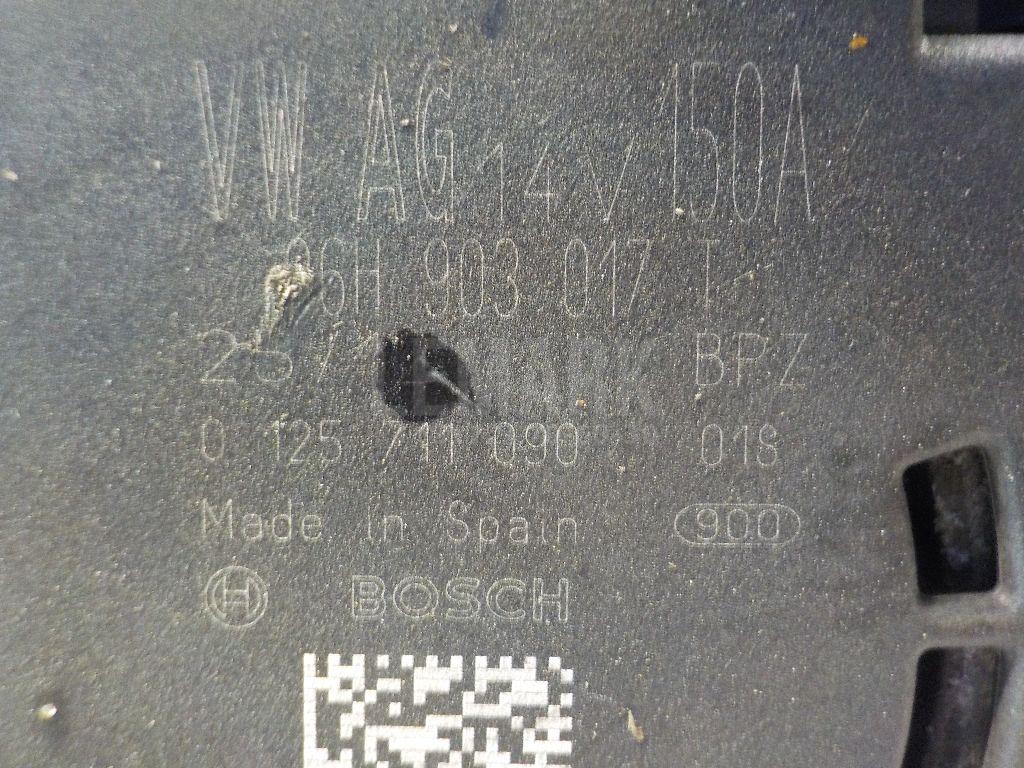 VW AG 14V 150A
06H 903 017 T
BPZ
0 125 711 090 018
Made in Spain 900
H BOSCH